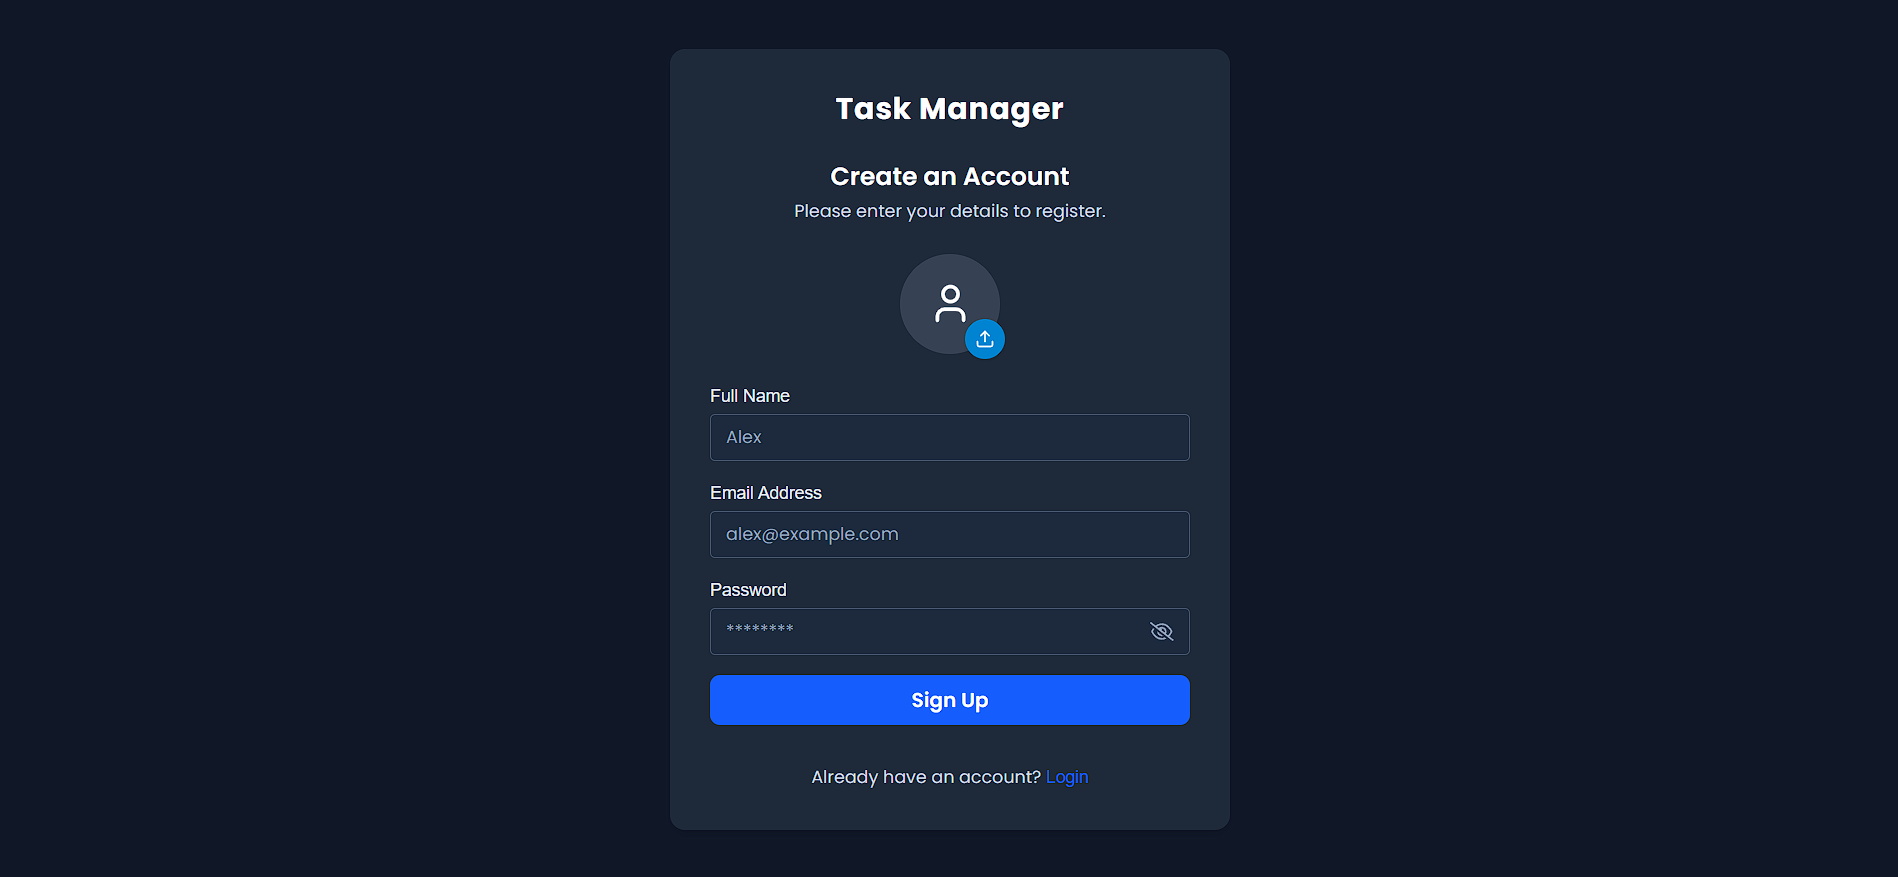 Task Manager
Create an Account
Please enter your details to register.
Full Name
Alex
Email Address
alex@example.com
Password
********
Sign Up
Already have an account? Login